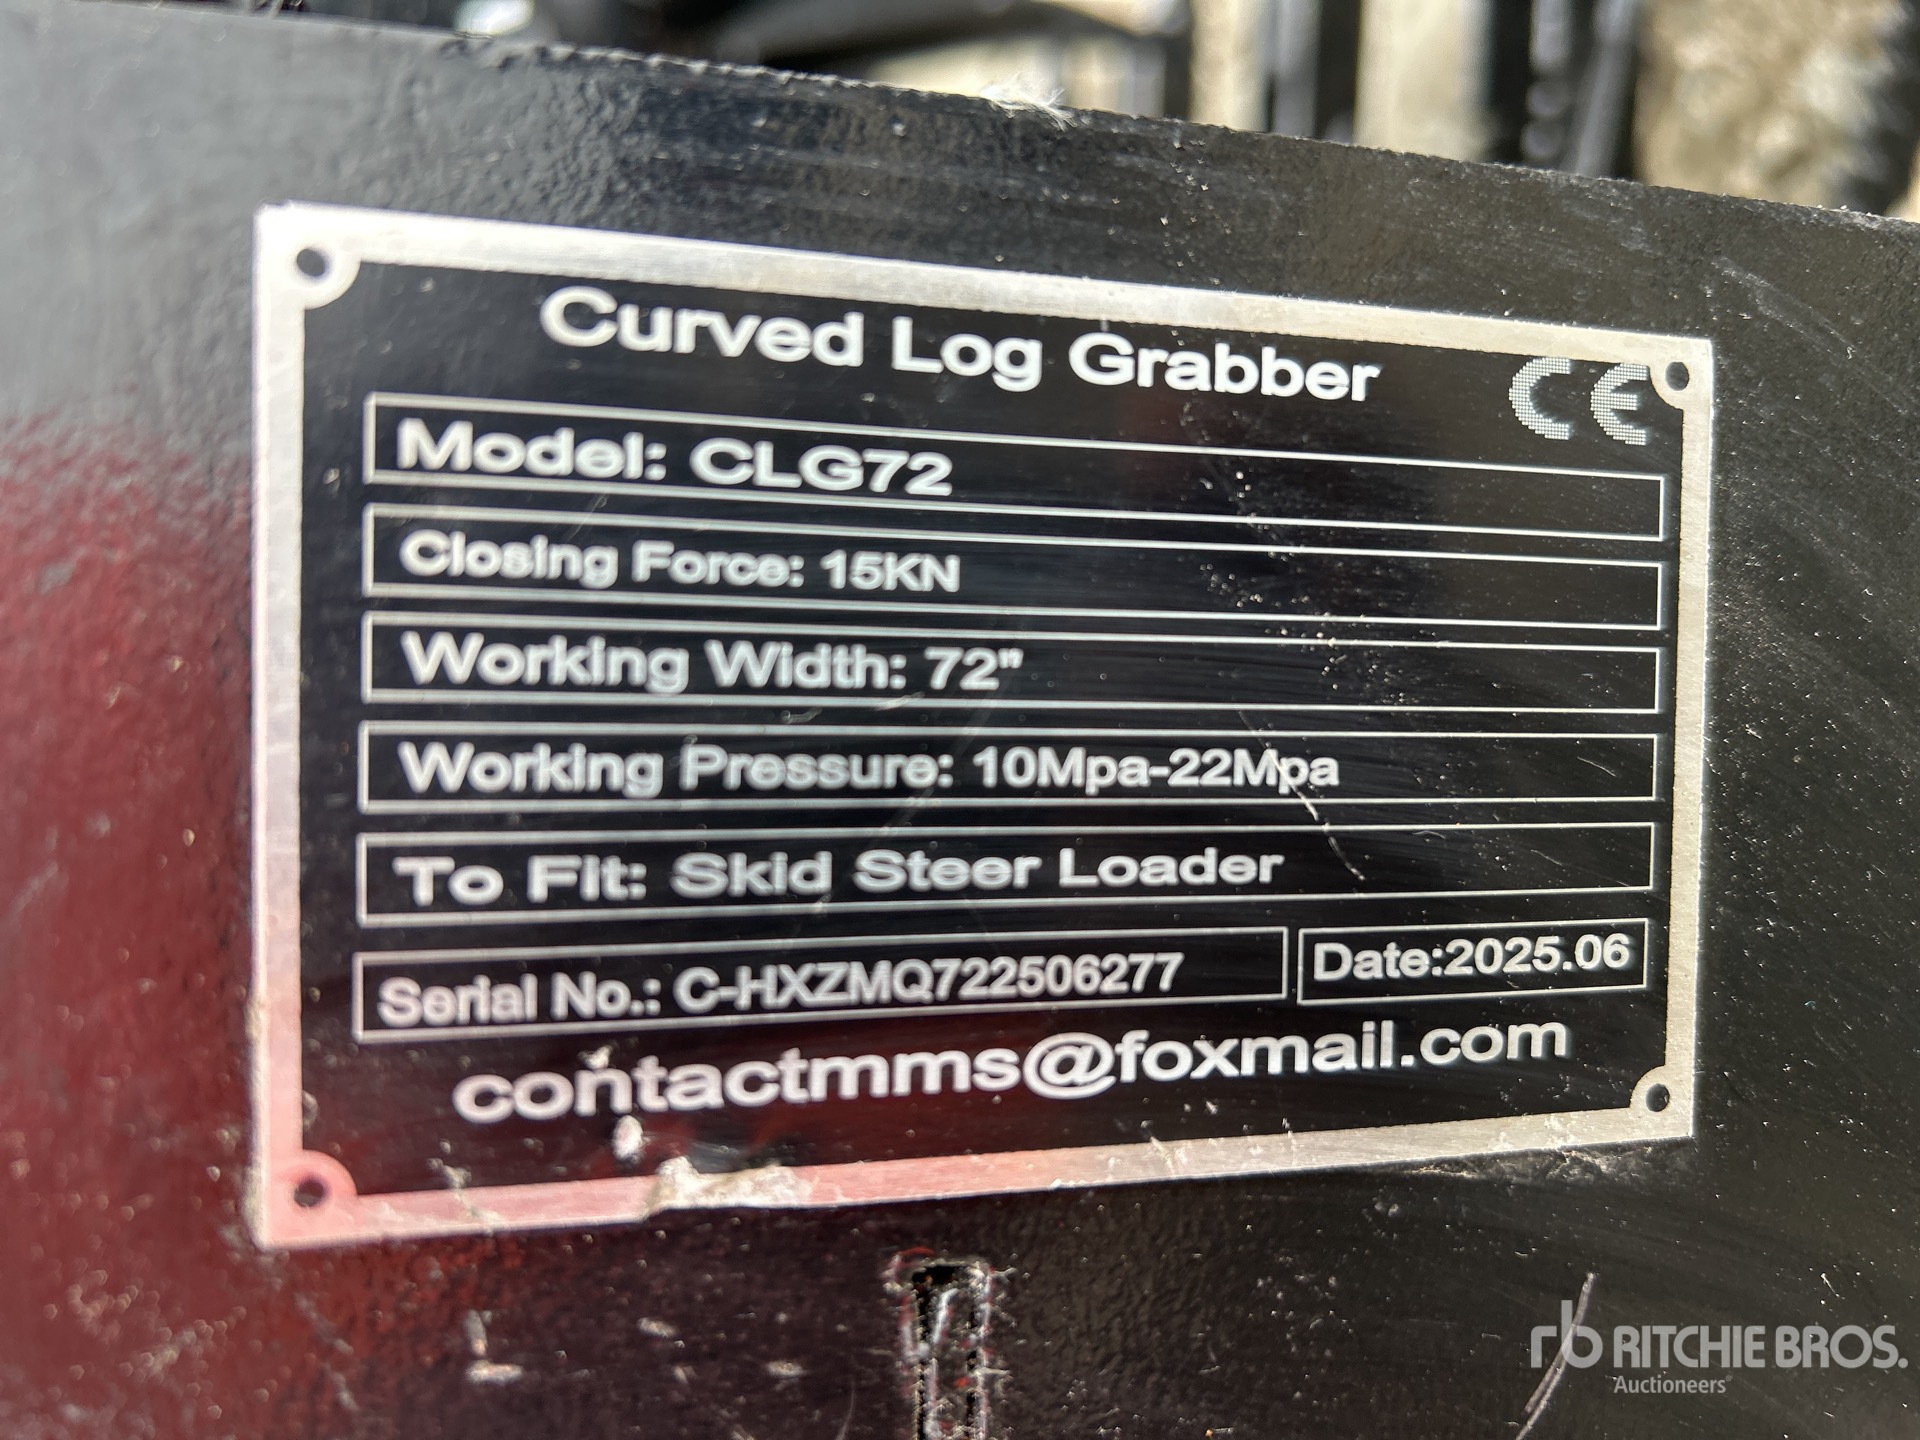 Curved Log Grabber
CE
Model: CLG72
Closing Force: 15KN
Working Width: 72"
Working Pressure: 10Mpa-22Mpa
To Fit: Skid Steer Loader
Serial No.: C-HXZMQ722506277
Date:2025.06
contactmms@foxmail.com
rb RITCHIE BROS.
Auctioneers